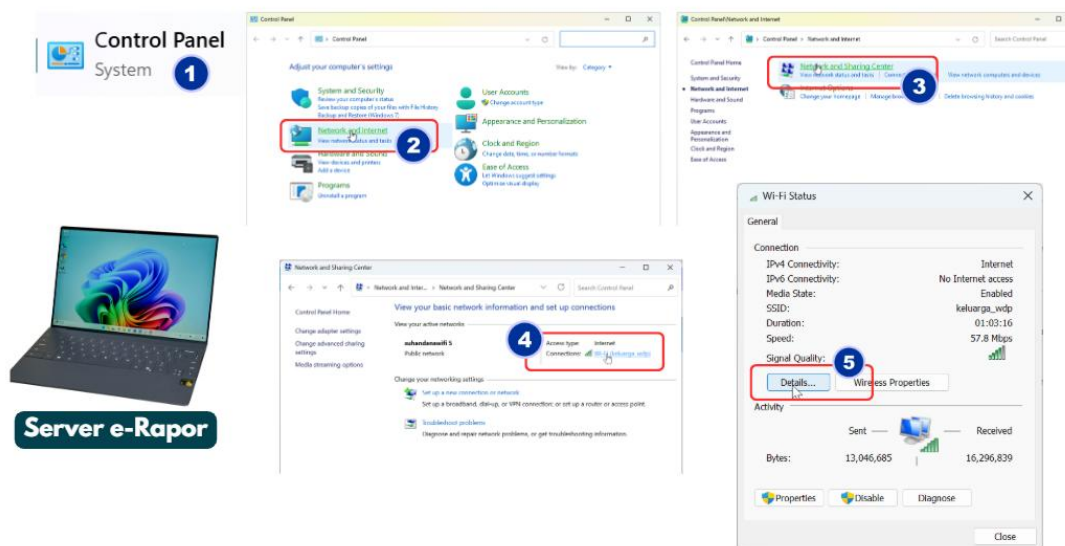 Control Panel
System
1
Control Panel
Control Panel
Adjust your computer's settings
View by: Category
System and Security
Review your computer's status
Save backup copies of your files with File History
Backup and Restore (Windows 7)
Network and Internet
View network status and tasks
2
Hardware and Sound
View devices and printers
Add a device
Programs
Uninstall a program
User Accounts
Change account type
Appearance and Personalization
Clock and Region
Change date, time, or number formats
Ease of Access
Let Windows suggest settings
Optimize visual display
Control Panel\Network and Internet
Control Panel > Network and Internet
Search Control Panel
Control Panel Home
System and Security
Network and Internet
Hardware and Sound
Programs
User Accounts
Appearance and
Personalization
Clock and Region
Ease of Access
Network and Sharing Center
View network status and tasks
View network computers and devices
3
Internet Options
Change your homepage
Delete browsing history and cookies
Server e-Rapor
Network and Sharing Center
Network and Inter... > Network and Sharing Center
Search Control Panel
Control Panel Home
Change adapter settings
Change advanced sharing
settings
Media streaming options
View your basic network information and set up connections
View your active networks
suhandanawifi 5
Public network
4
Access type: Internet
Connections: Wi-Fi (keluarga_wdp)
Change your networking settings
Set up a new connection or network
Set up a broadband, dial-up, or VPN connection; or set up a router or access point.
Troubleshoot problems
Diagnose and repair network problems, or get troubleshooting information.
Wi-Fi Status
General
Connection
IPv4 Connectivity: Internet
IPv6 Connectivity: No Internet access
Media State: Enabled
SSID: keluarga_wdp
Duration: 01:03:16
Speed: 57.8 Mbps
Signal Quality:
5
Details... Wireless Properties
Activity
Sent Received
Bytes: 13,046,685 16,296,839
Properties Disable Diagnose
Close